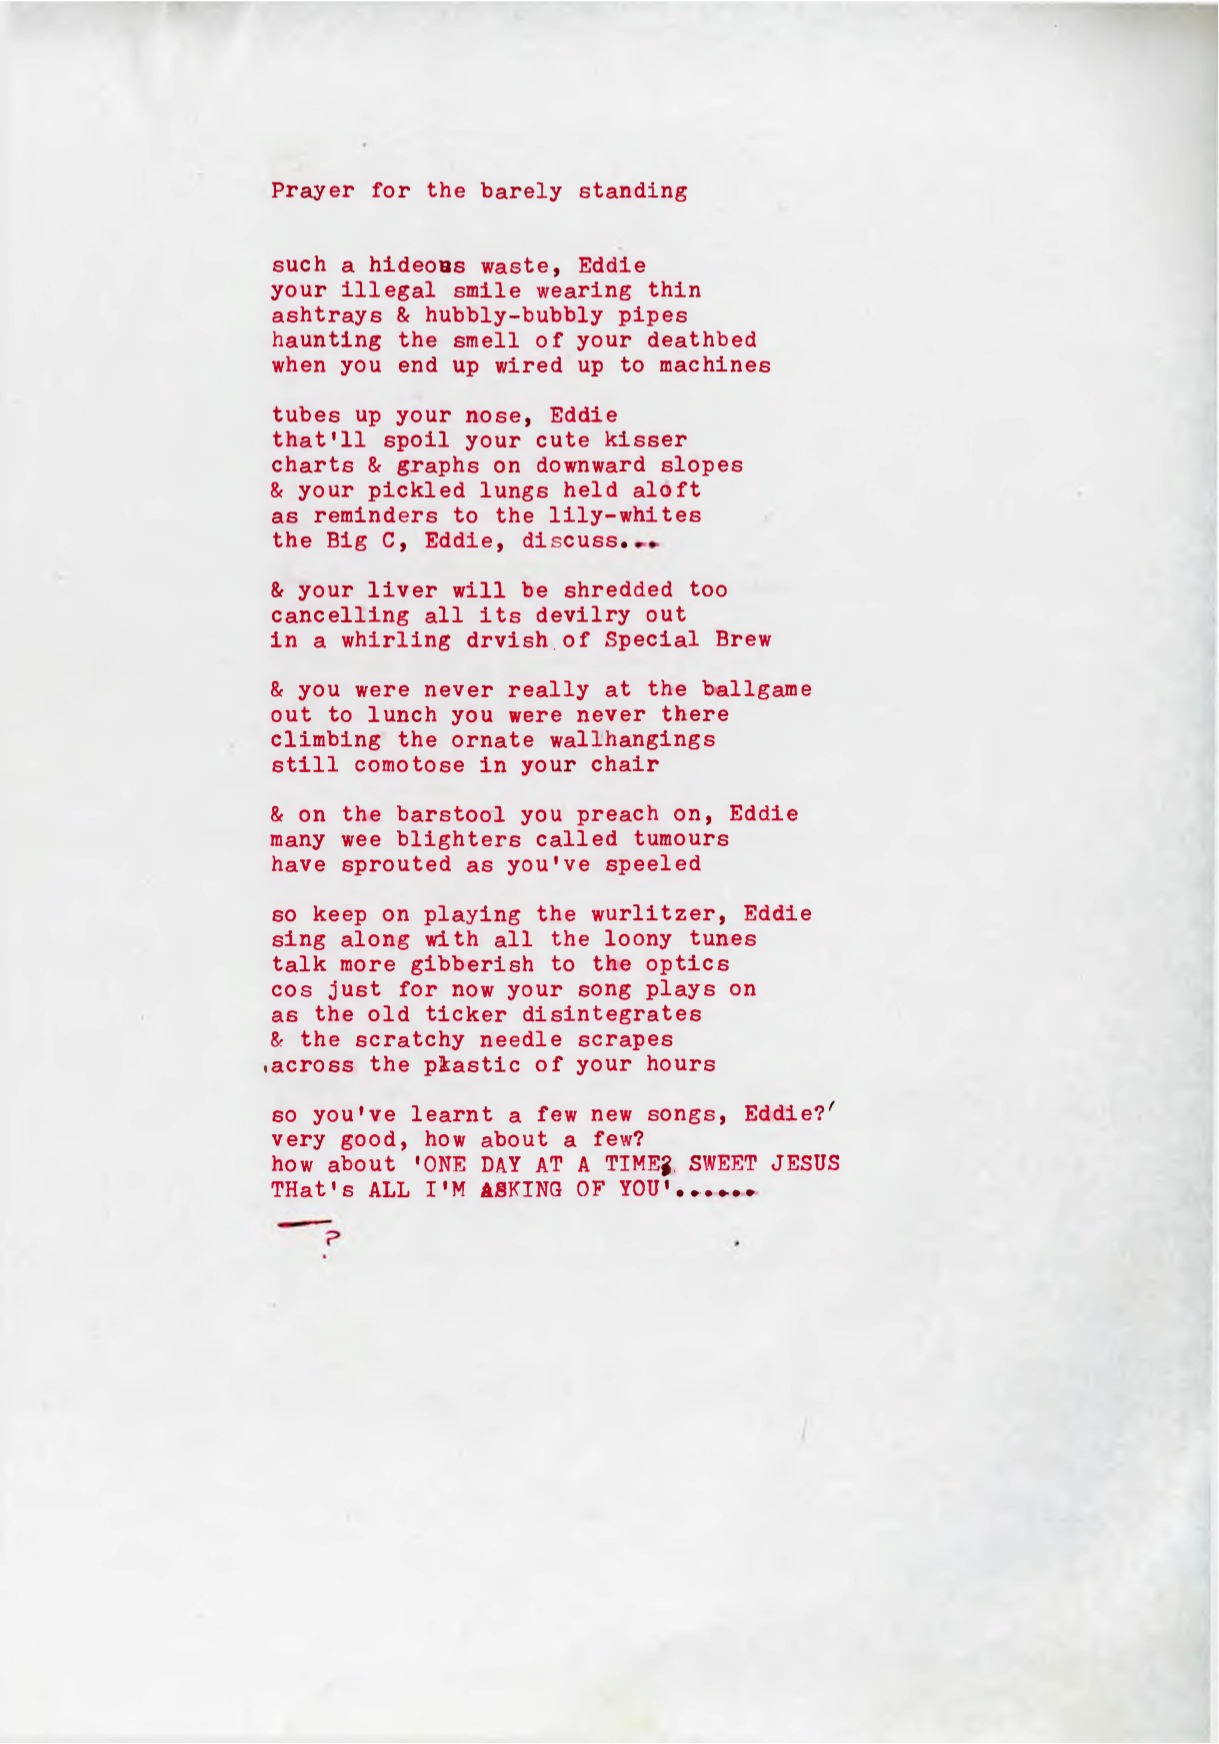 Prayer for the barely standing

such a hideous waste, Eddie
your illegal smile wearing thin
ashtrays & hubbly-bubbly pipes
haunting the smell of your deathbed
when you end up wired up to machines

tubes up your nose, Eddie
that'll spoil your cute kisser
charts & graphs on downward slopes
& your pickled lungs held aloft
as reminders to the lily-whites
the Big C, Eddie, discuss...

& your liver will be shredded too
cancelling all its devilry out
in a whirling drvish of Special Brew

& you were never really at the ballgame
out to lunch you were never there
climbing the ornate wallhangings
still comotose in your chair

& on the barstool you preach on, Eddie
many wee blighters called tumours
have sprouted as you've speeled

so keep on playing the wurlitzer, Eddie
sing along with all the loony tunes
talk more gibberish to the optics
cos just for now your song plays on
as the old ticker disintegrates
& the scratchy needle scrapes
across the plastic of your hours

so you've learnt a few new songs, Eddie?'
very good, how about a few?
how about 'ONE DAY AT A TIME, SWEET JESUS
THat's ALL I'M ASKING OF YOU'......
?